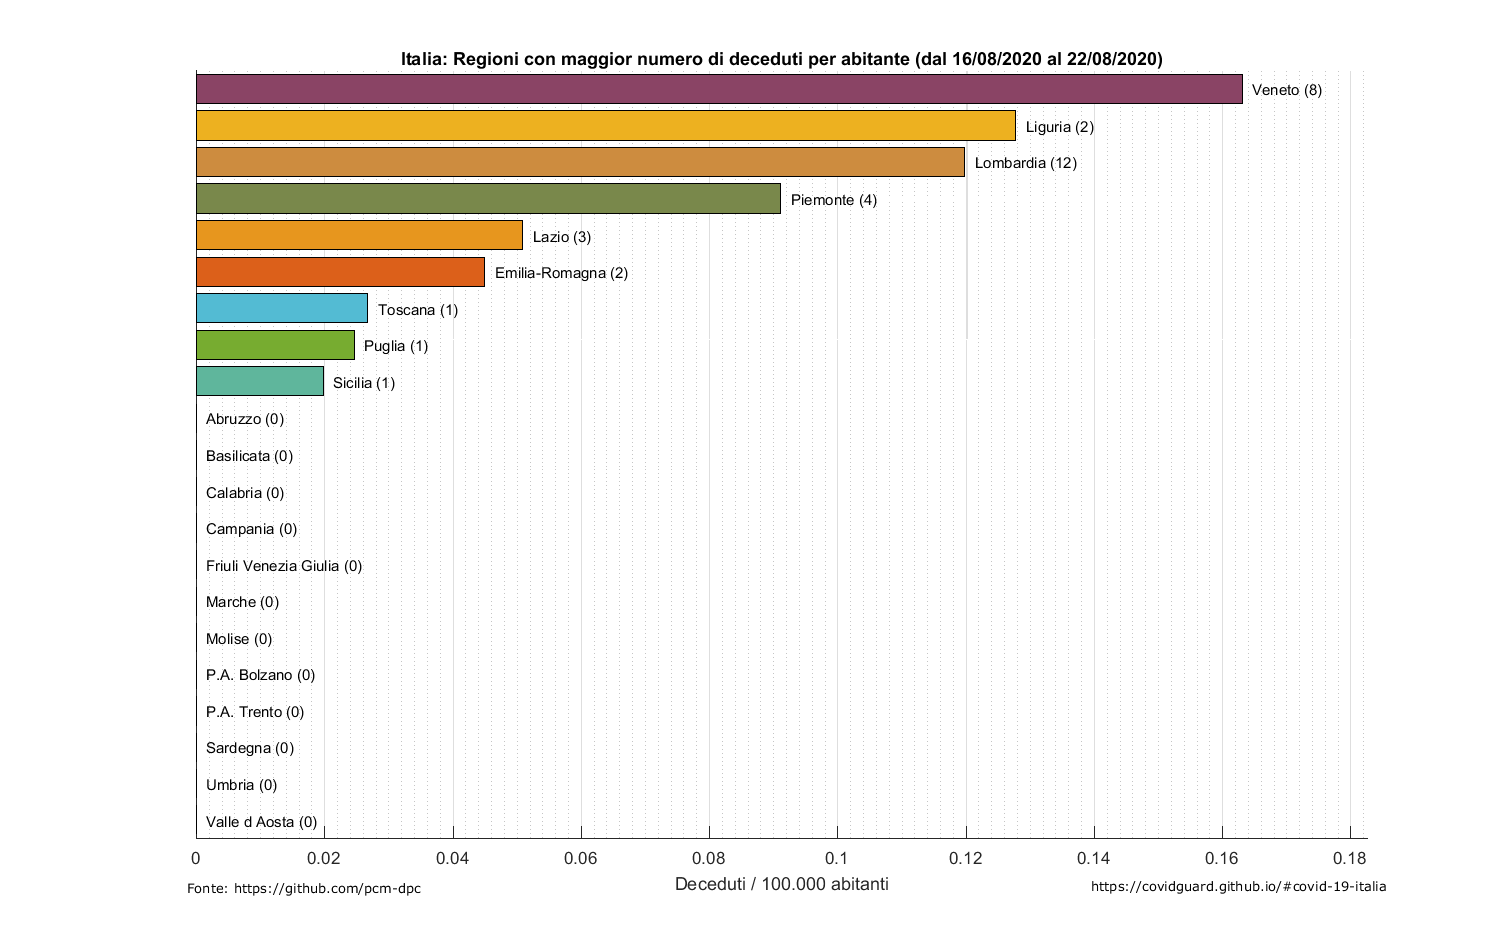 Italia: Regioni con maggior numero di deceduti per abitante (dal 16/08/2020 al 22/08/2020)
Veneto (8)
Liguria (2)
Lombardia (12)
Piemonte (4)
Lazio (3)
Emilia-Romagna (2)
Toscana (1)
Puglia (1)
Sicilia (1)
Abruzzo (0)
Basilicata (0)
Calabria (0)
Campania (0)
Friuli Venezia Giulia (0)
Marche (0)
Molise (0)
P.A. Bolzano (0)
P.A. Trento (0)
Sardegna (0)
Umbria (0)
Valle d Aosta (0)
0 0.02 0.04 0.06 0.08 0.1 0.12 0.14 0.16 0.18
Deceduti / 100.000 abitanti
Fonte: https://github.com/pcm-dpc
https://covidguard.github.io/#covid-19-italia